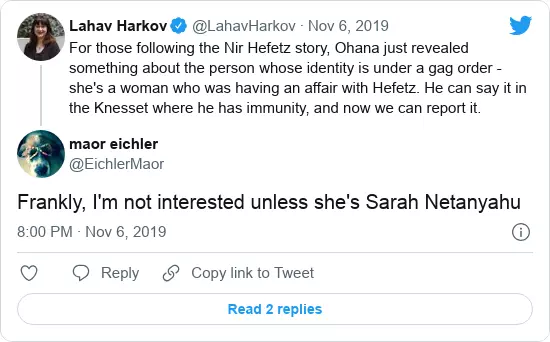 Lahav Harkov @LahavHarkov · Nov 6, 2019
For those following the Nir Hefetz story, Ohana just revealed
something about the person whose identity is under a gag order -
she's a woman who was having an affair with Hefetz. He can say it in
the Knesset where he has immunity, and now we can report it.
maor eichler
@EichlerMaor
Frankly, I'm not interested unless she's Sarah Netanyahu
8:00 PM · Nov 6, 2019
Reply Copy link to Tweet
Read 2 replies